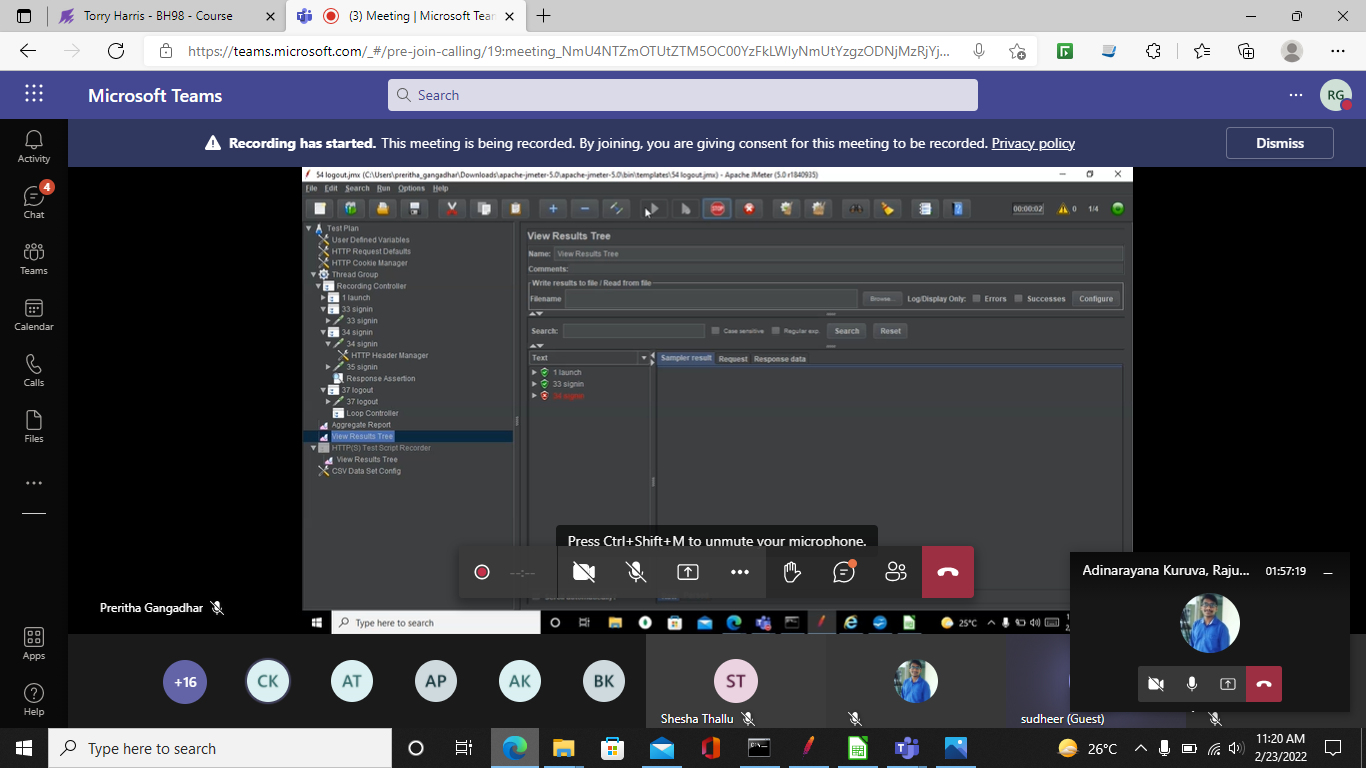 Torry Harris - BH98 - Course
(3) Meeting | Microsoft Tear
https://teams.microsoft.com/_#/pre-join-calling/19:meeting_NmU4NTZmOTUtZTM5OC00YzFkLWIyNmUtYzgzODNjMzRjYj...
Microsoft Teams
Search
RG
Recording has started. This meeting is being recorded. By joining, you are giving consent for this meeting to be recorded. Privacy policy
Dismiss
Activity
Chat
4
Teams
Calendar
Calls
Files
Apps
Help
54 logout.jmx (C:\Users\preritha_gangadhar\Downloads\apache-jmeter-5.0\apache-jmeter-5.0\bin\templates\54 logout.jmx) - Apache JMeter (5.0 r1840935)
File Edit Search Run Options Help
00:00:02 0 1/4
Test Plan
User Defined Variables
HTTP Request Defaults
HTTP Cookie Manager
Thread Group
Recording Controller
1 launch
33 signin
33 signin
34 signin
34 signin
HTTP Header Manager
35 signin
Response Assertion
37 logout
37 logout
Loop Controller
Aggregate Report
View Results Tree
HTTP(S) Test Script Recorder
View Results Tree
CSV Data Set Config
View Results Tree
Name: View Results Tree
Comments:
Write results to file / Read from file
Filename Browse... Log/Display Only: Errors Successes Configure
Search: Case sensitive Regular exp. Search Reset
Text
1 launch
33 signin
34 signin
Sampler result Request Response data
Press Ctrl+Shift+M to unmute your microphone.
--:--
Preritha Gangadhar
Type here to search
25°C
Adinarayana Kuruva, Raju... 01:57:19
+16
CK
AT
AP
AK
BK
ST
Shesha Thallu
sudheer (Guest)
Type here to search
26°C
11:20 AM
2/23/2022